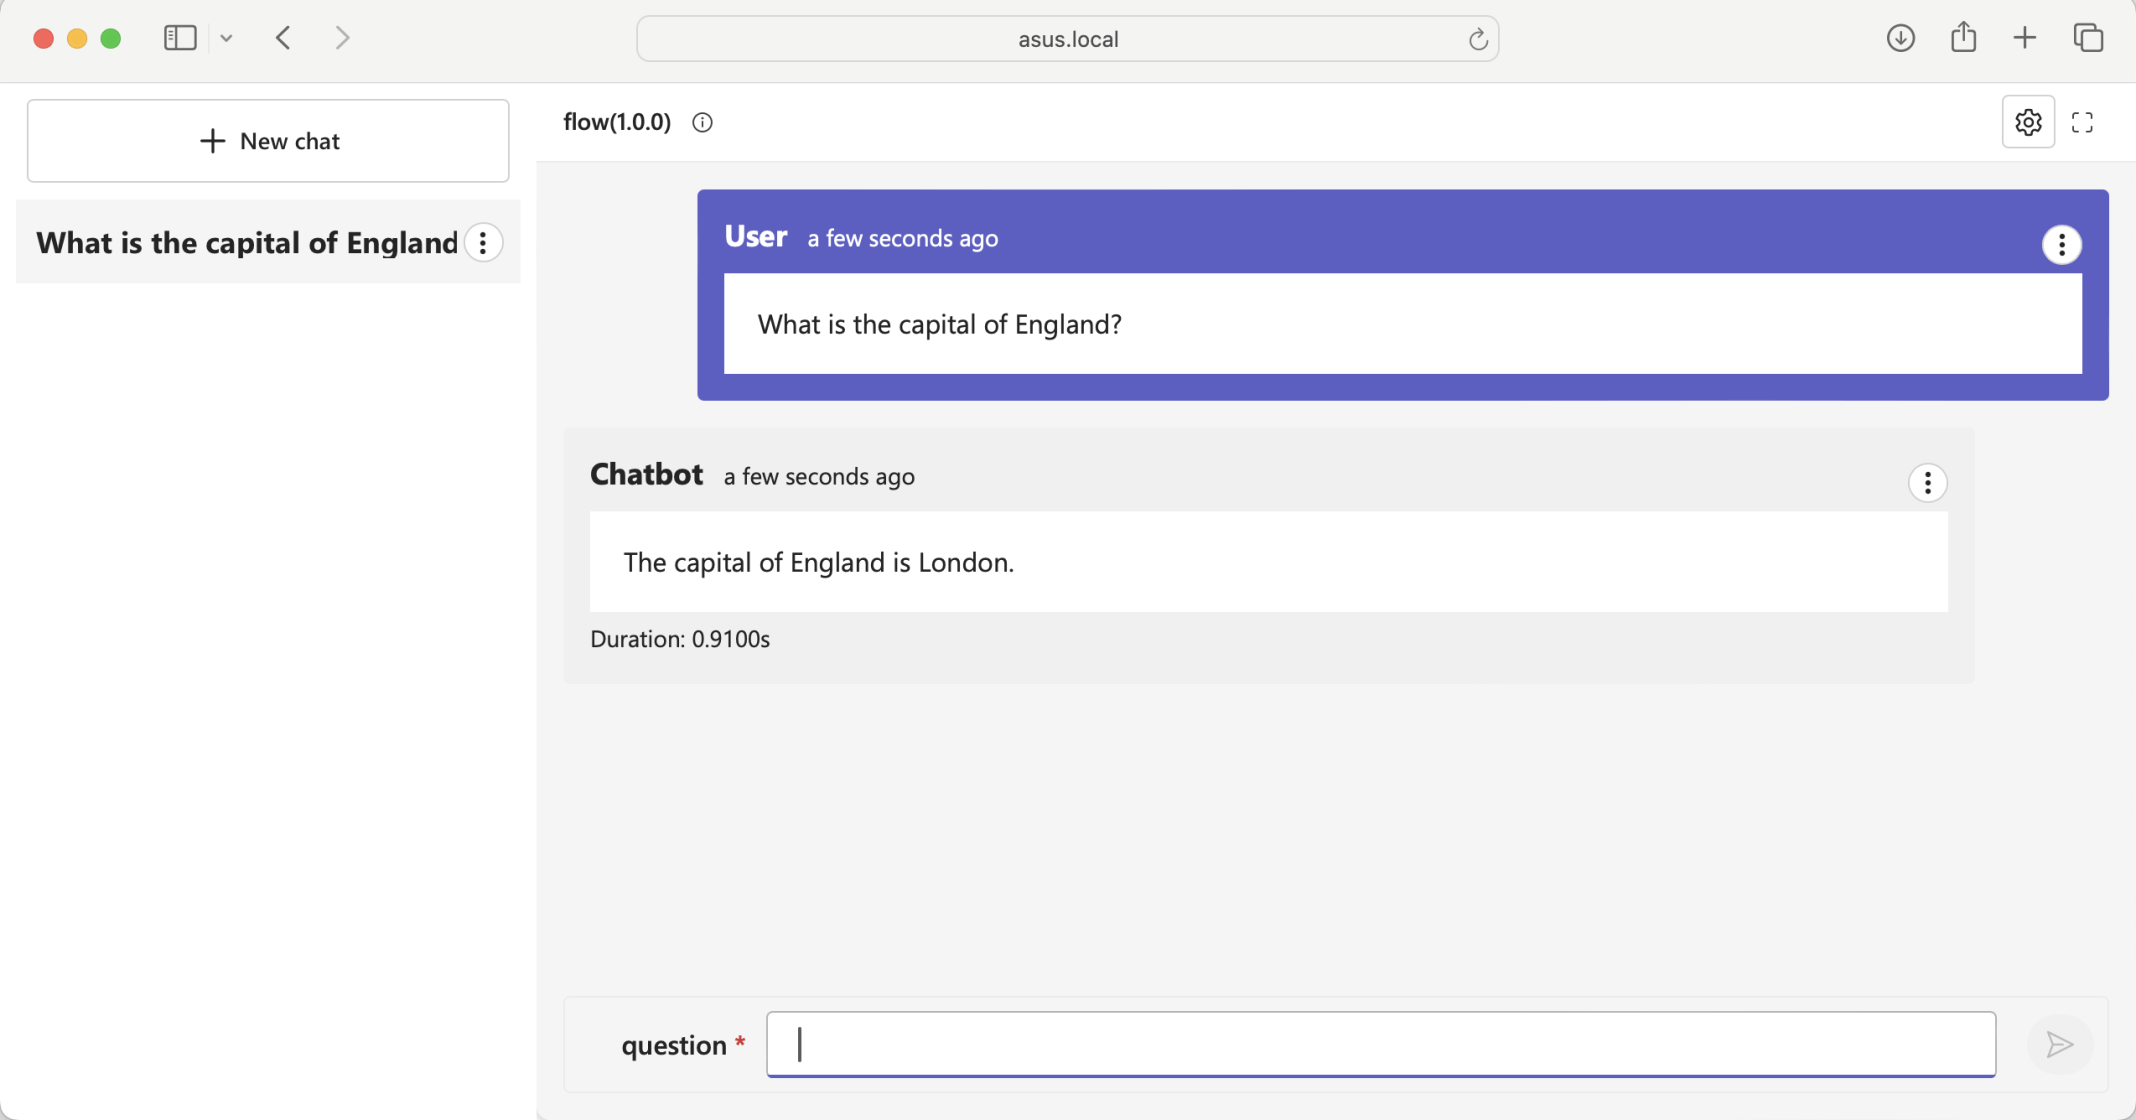 asus.local
New chat
flow(1.0.0)
What is the capital of England
User a few seconds ago
What is the capital of England?
Chatbot a few seconds ago
The capital of England is London.
Duration: 0.9100s
question *